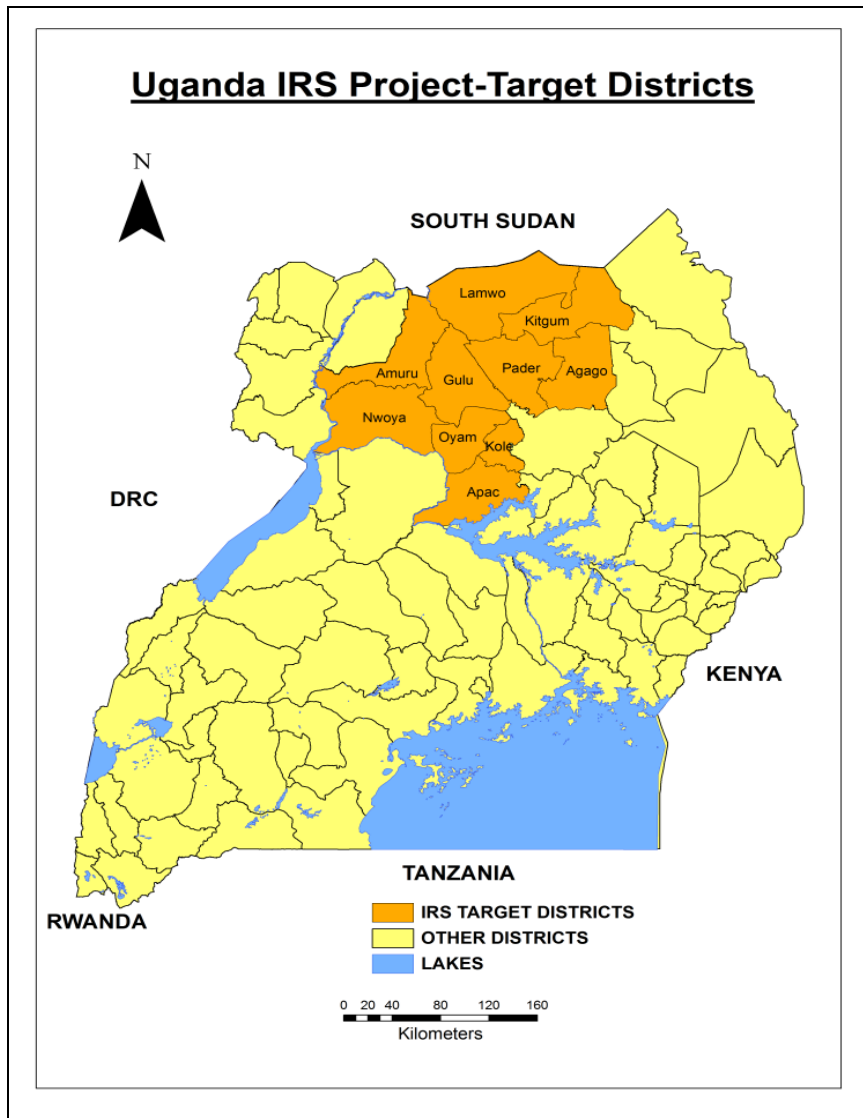 Uganda IRS Project-Target Districts
N
SOUTH SUDAN
Lamwo
Kitgum
Pader
Agago
Amuru
Gulu
Nwoya
Oyam
Kole
Apac
DRC
KENYA
TANZANIA
RWANDA
IRS TARGET DISTRICTS
OTHER DISTRICTS
LAKES
0 20 40 80 120 160
Kilometers